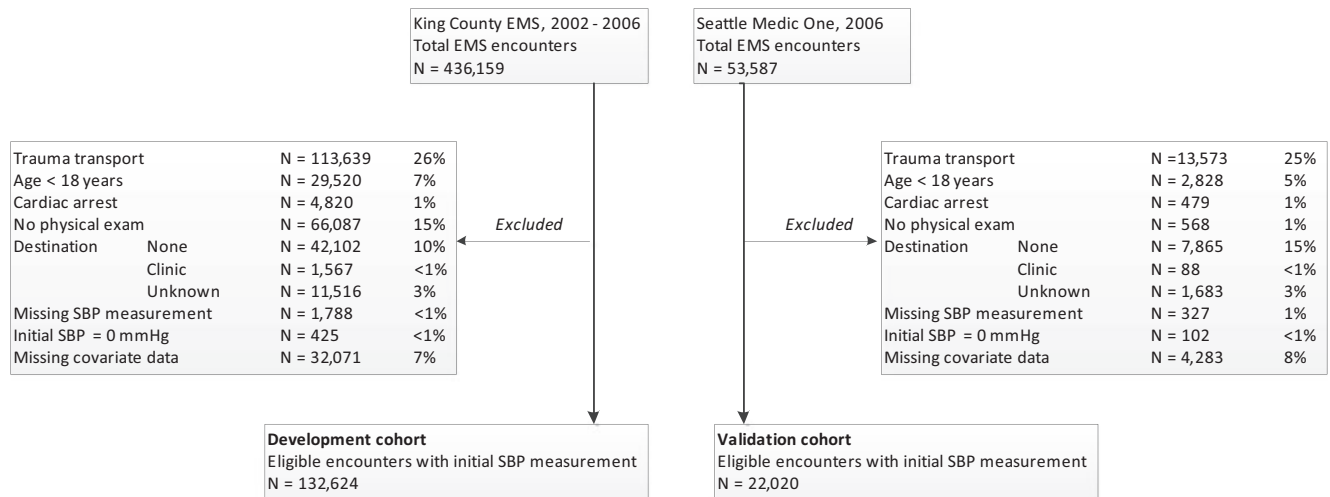 King County EMS, 2002 - 2006
Total EMS encounters
N = 436,159
Seattle Medic One, 2006
Total EMS encounters
N = 53,587
Trauma transport N = 113,639 26%
Age < 18 years N = 29,520 7%
Cardiac arrest N = 4,820 1%
No physical exam N = 66,087 15%
Destination None N = 42,102 10%
Clinic N = 1,567 <1%
Unknown N = 11,516 3%
Missing SBP measurement N = 1,788 <1%
Initial SBP = 0 mmHg N = 425 <1%
Missing covariate data N = 32,071 7%
Excluded
Excluded
Trauma transport N =13,573 25%
Age < 18 years N = 2,828 5%
Cardiac arrest N = 479 1%
No physical exam N = 568 1%
Destination None N = 7,865 15%
Clinic N = 88 <1%
Unknown N = 1,683 3%
Missing SBP measurement N = 327 1%
Initial SBP = 0 mmHg N = 102 <1%
Missing covariate data N = 4,283 8%
Development cohort
Eligible encounters with initial SBP measurement
N = 132,624
Validation cohort
Eligible encounters with initial SBP measurement
N = 22,020